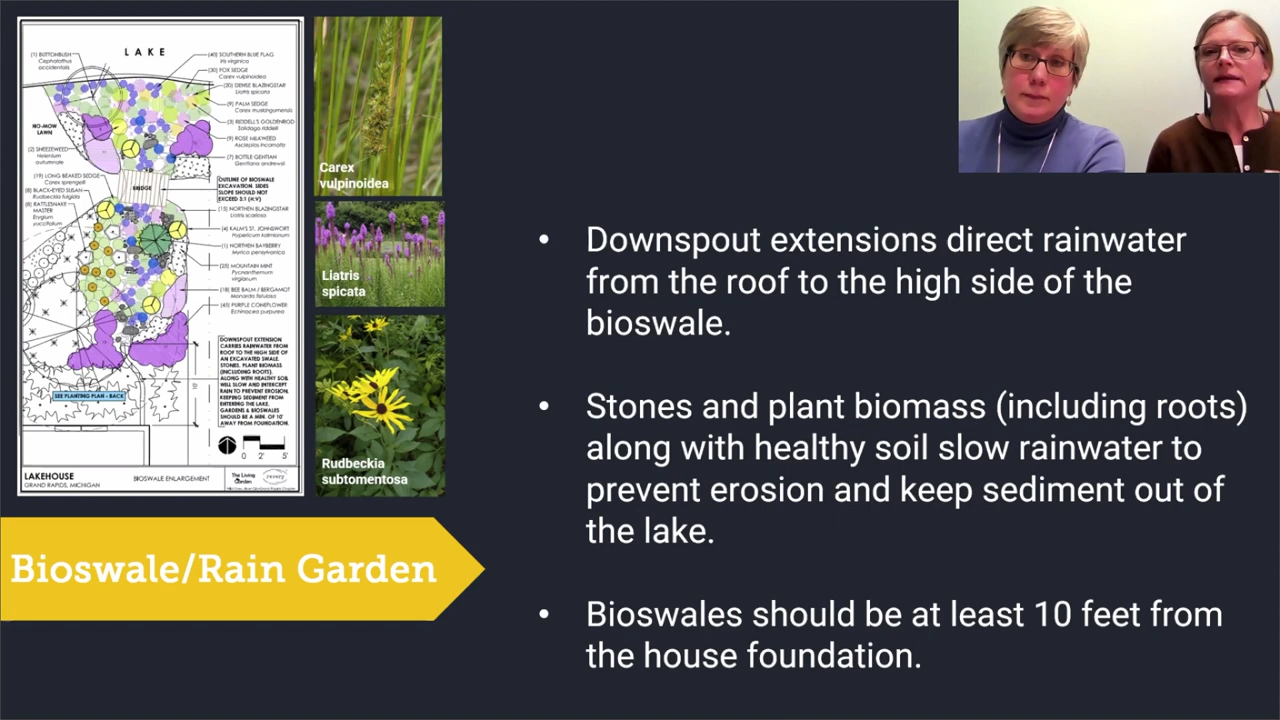 LAKE
(1) BUTTONBUSH
Cephalothus
occidentalis
NO-MOW
LAWN
(2) SNEEZEWEED
Helenium
autumnale
(19) LONG BEAKED SEDGE
Carex sprengelii
(8) BLACK-EYED SUSAN
Rudbeckia fulgida
(8) RATTLESNAKE
MASTER
Eryngium
yuccifolium
(40) SOUTHERN BLUE FLAG
Iris virginica
(30) FOX SEDGE
Carex vulpinoidea
(20) DENSE BLAZINGSTAR
Liatris spicata
(9) PALM SEDGE
Carex muskingumensis
(3) RIDDELL'S GOLDENROD
Solidago riddelli
(9) ROSE MILKWEED
Asclepias incarnata
(7) BOTTLE GENTIAN
Gentiana andrewsii
BRIDGE
OUTLINE OF BIOSWALE
EXCAVATION. SIDES
SLOPE SHOULD NOT
EXCEED 3:1 (H:V)
(15) NORTHEN BLAZINGSTAR
Liatris scariosa
(4) KALM'S ST. JOHNSWORT
Hypericum kalmianum
(1) NORTHEN BAYBERRY
Myrica pensylvanica
(25) MOUNTAIN MINT
Pycnanthemum
virginianum
(18) BEE BALM / BERGAMOT
Monarda fistulosa
(45) PURPLE CONEFLOWER
Echinacea purpurea
DOWNSPOUT EXTENSION
CARRIES RAINWATER FROM
ROOF TO THE HIGH SIDE OF
AN EXCAVATED SWALE.
STONES, PLANT BIOMASS
(INCLUDING ROOTS),
ALONG WITH HEALTHY SOIL
WILL SLOW AND INTERCEPT
RAIN TO PREVENT EROSION,
KEEPING SEDIMENT FROM
ENTERING THE LAKE.
GARDENS & BIOSWALES
SHOULD BE A MIN. OF 10'
AWAY FROM FOUNDATION.
10'
SEE PLANTING PLAN - BACK
0 2' 5'
LAKEHOUSE
GRAND RAPIDS, MICHIGAN
BIOSWALE ENLARGEMENT
The Living
Garden
Carex
vulpinoidea
Liatris
spicata
Rudbeckia
subtomentosa
Bioswale/Rain Garden
• Downspout extensions direct rainwater
from the roof to the high side of the
bioswale.
• Stones and plant biomass (including roots)
along with healthy soil slow rainwater to
prevent erosion and keep sediment out of
the lake.
• Bioswales should be at least 10 feet from
the house foundation.